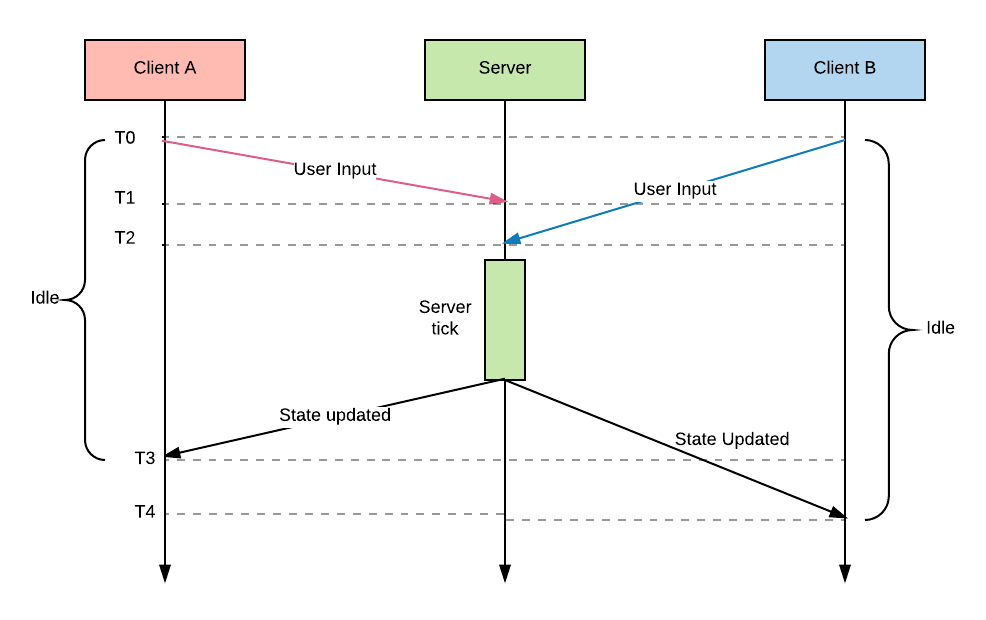 Client A
Server
Client B
T0
User Input
User Input
T1
T2
Idle
Server
tick
Idle
State updated
State Updated
T3
T4